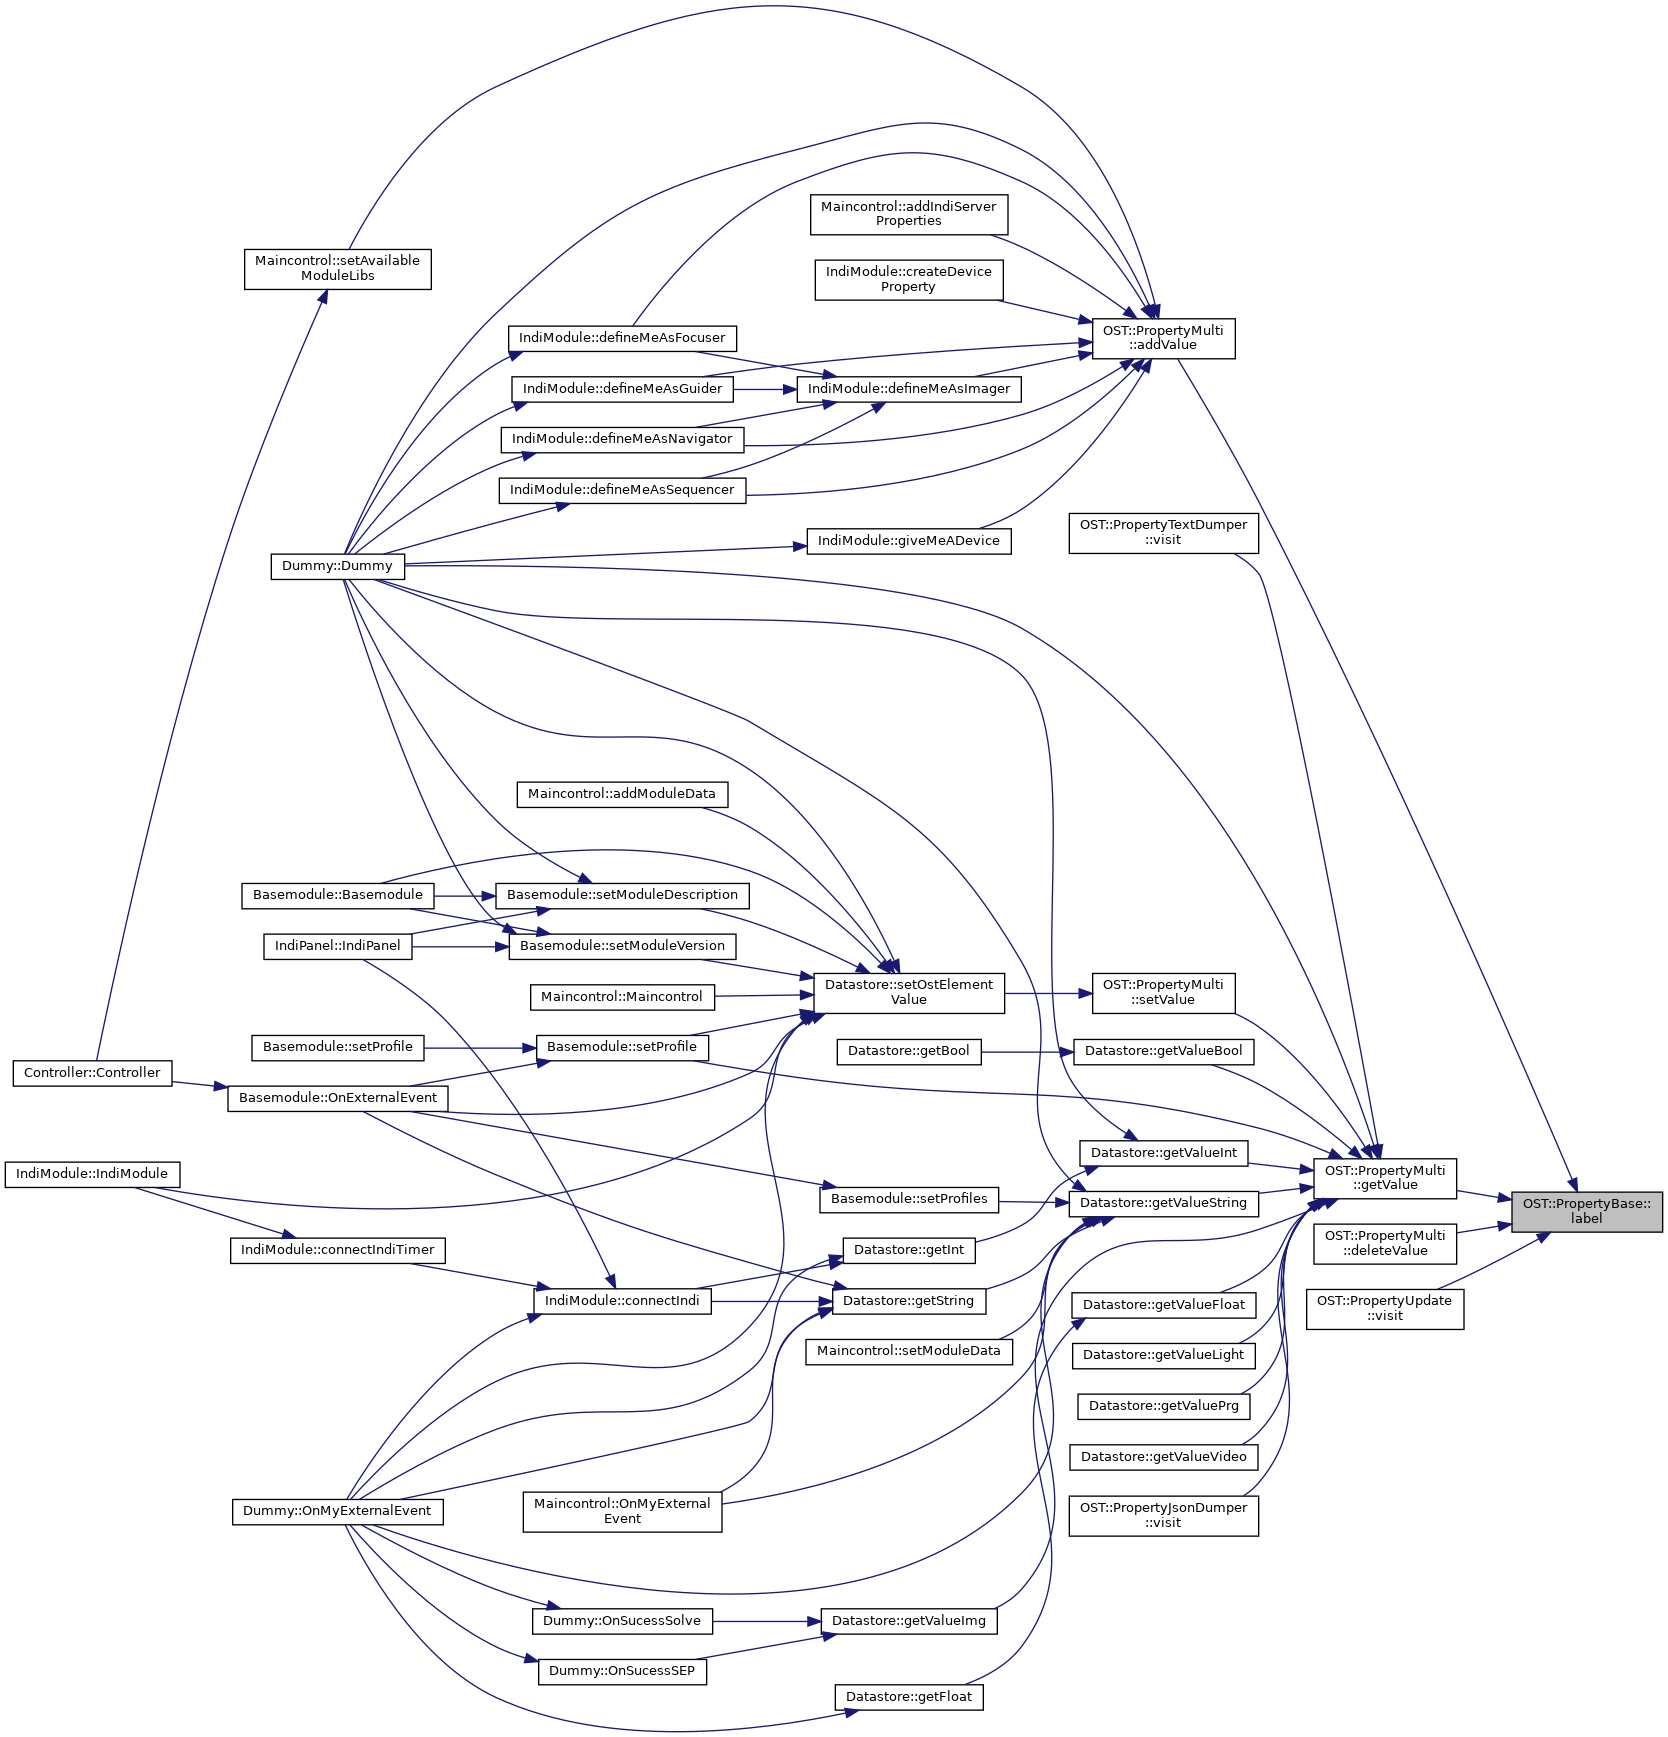 Maincontrol::addIndiServer
Properties
Maincontrol::setAvailable
ModuleLibs
IndiModule::createDevice
Property
OST::PropertyMulti
::addValue
IndiModule::defineMeAsFocuser
IndiModule::defineMeAsGuider
IndiModule::defineMeAsImager
IndiModule::defineMeAsNavigator
IndiModule::defineMeAsSequencer
OST::PropertyTextDumper
::visit
IndiModule::giveMeADevice
Dummy::Dummy
Maincontrol::addModuleData
Basemodule::Basemodule
Basemodule::setModuleDescription
IndiPanel::IndiPanel
Basemodule::setModuleVersion
Datastore::setOstElement
Value
OST::PropertyMulti
::setValue
Maincontrol::Maincontrol
Basemodule::setProfile
Basemodule::setProfile
Datastore::getBool
Datastore::getValueBool
Controller::Controller
Basemodule::OnExternalEvent
Datastore::getValueInt
IndiModule::IndiModule
OST::PropertyMulti
::getValue
Basemodule::setProfiles
Datastore::getValueString
OST::PropertyBase::
label
IndiModule::connectIndiTimer
Datastore::getInt
OST::PropertyMulti
::deleteValue
IndiModule::connectIndi
Datastore::getString
Datastore::getValueFloat
OST::PropertyUpdate
::visit
Maincontrol::setModuleData
Datastore::getValueLight
Datastore::getValuePrg
Datastore::getValueVideo
Dummy::OnMyExternalEvent
Maincontrol::OnMyExternal
Event
OST::PropertyJsonDumper
::visit
Dummy::OnSucessSolve
Datastore::getValueImg
Dummy::OnSucessSEP
Datastore::getFloat